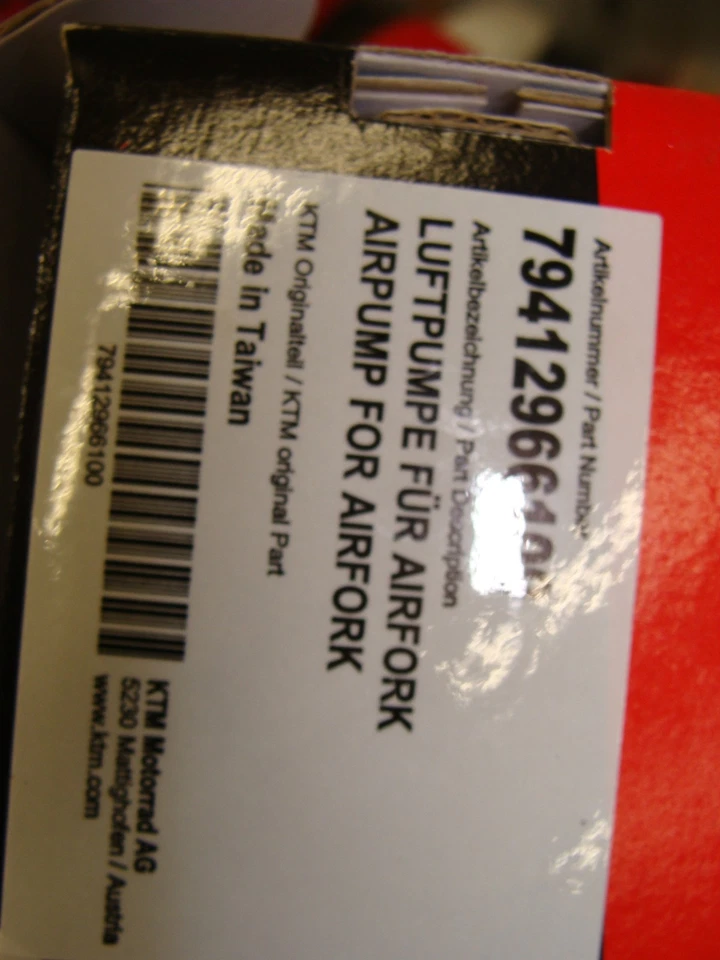 Artikelnummer / Part Number
79412966100
Artikelbezeichnung / Part Description
LUFTPUMPE FÜR AIRFORK
AIRPUMP FOR AIRFORK
KTM Originalteil / KTM original Part
Made in Taiwan
79412966100
KTM Motorrad AG
5230 Mattighofen / Austria
www.ktm.com